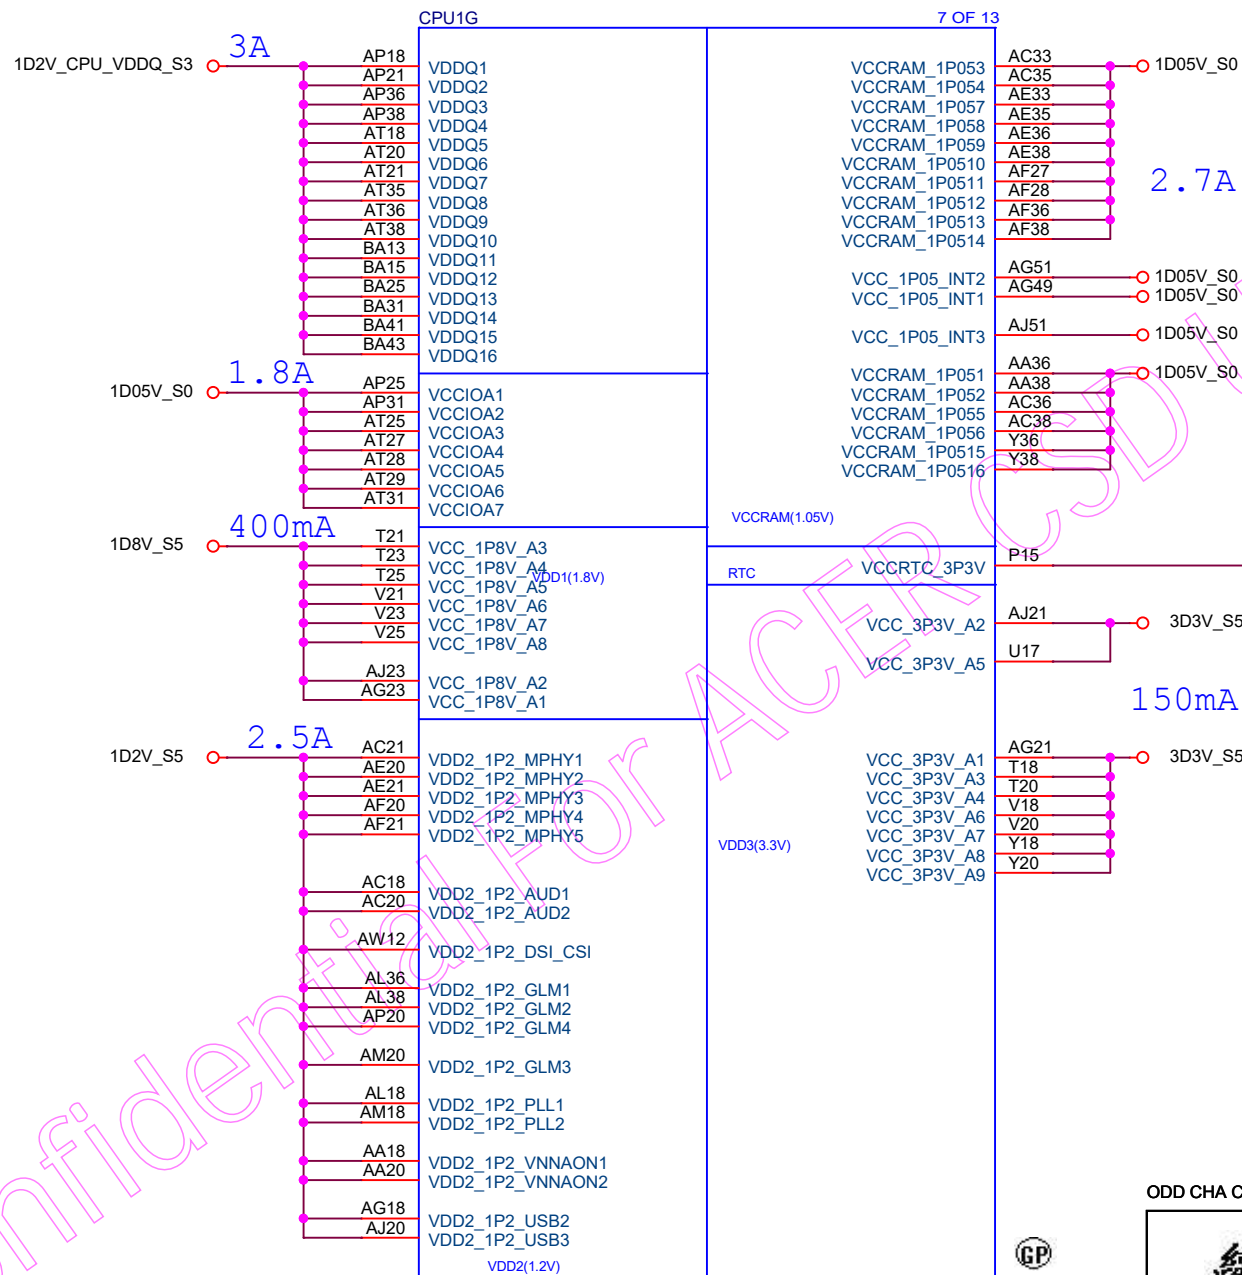 CPU1G
7 OF 13
1D2V_CPU_VDDQ_S3
3A
AP18 VDDQ1
AP21 VDDQ2
AP36 VDDQ3
AP38 VDDQ4
AT18 VDDQ5
AT20 VDDQ6
AT21 VDDQ7
AT35 VDDQ8
AT36 VDDQ9
AT38 VDDQ10
BA13 VDDQ11
BA15 VDDQ12
BA25 VDDQ13
BA31 VDDQ14
BA41 VDDQ15
BA43 VDDQ16
1D05V_S0
1.8A
AP25 VCCIOA1
AP31 VCCIOA2
AT25 VCCIOA3
AT27 VCCIOA4
AT28 VCCIOA5
AT29 VCCIOA6
AT31 VCCIOA7
1D8V_S5
400mA
T21 VCC_1P8V_A3
T23 VCC_1P8V_A4
T25 VCC_1P8V_A5
V21 VCC_1P8V_A6
V23 VCC_1P8V_A7
V25 VCC_1P8V_A8
VDD1(1.8V)
AJ23 VCC_1P8V_A2
AG23 VCC_1P8V_A1
1D2V_S5
2.5A
AC21 VDD2_1P2_MPHY1
AE20 VDD2_1P2_MPHY2
AE21 VDD2_1P2_MPHY3
AF20 VDD2_1P2_MPHY4
AF21 VDD2_1P2_MPHY5
AC18 VDD2_1P2_AUD1
AC20 VDD2_1P2_AUD2
AW12 VDD2_1P2_DSI_CSI
AL36 VDD2_1P2_GLM1
AL38 VDD2_1P2_GLM2
AP20 VDD2_1P2_GLM4
AM20 VDD2_1P2_GLM3
AL18 VDD2_1P2_PLL1
AM18 VDD2_1P2_PLL2
AA18 VDD2_1P2_VNNAON1
AA20 VDD2_1P2_VNNAON2
AG18 VDD2_1P2_USB2
AJ20 VDD2_1P2_USB3
VDD2(1.2V)
VCCRAM_1P053 AC33 1D05V_S0
VCCRAM_1P054 AC35
VCCRAM_1P057 AE33
VCCRAM_1P058 AE35
VCCRAM_1P059 AE36
VCCRAM_1P0510 AE38
VCCRAM_1P0511 AF27
VCCRAM_1P0512 AF28
VCCRAM_1P0513 AF36
VCCRAM_1P0514 AF38
2.7A
VCC_1P05_INT2 AG51 1D05V_S0
VCC_1P05_INT1 AG49 1D05V_S0
VCC_1P05_INT3 AJ51 1D05V_S0
VCCRAM_1P051 AA36 1D05V_S0
VCCRAM_1P052 AA38
VCCRAM_1P055 AC36
VCCRAM_1P056 AC38
VCCRAM_1P0515 Y36
VCCRAM_1P0516 Y38
VCCRAM(1.05V)
RTC
VCCRTC_3P3V P15
VCC_3P3V_A2 AJ21 3D3V_S5
VCC_3P3V_A5 U17
150mA
VCC_3P3V_A1 AG21 3D3V_S5
VCC_3P3V_A3 T18
VCC_3P3V_A4 T20
VCC_3P3V_A6 V18
VCC_3P3V_A7 V20
VCC_3P3V_A8 Y18
VCC_3P3V_A9 Y20
VDD3(3.3V)
onfidential For ACER CSD
GP
ODD CHA C